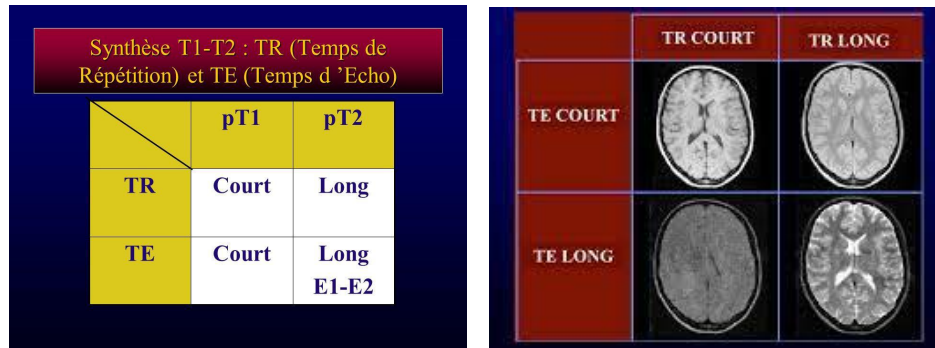 Synthèse T1-T2 : TR (Temps de
Répétition) et TE (Temps d ’Echo)
pT1 pT2
TR Court Long
TE Court Long
E1-E2
TR COURT TR LONG
TE COURT
TE LONG